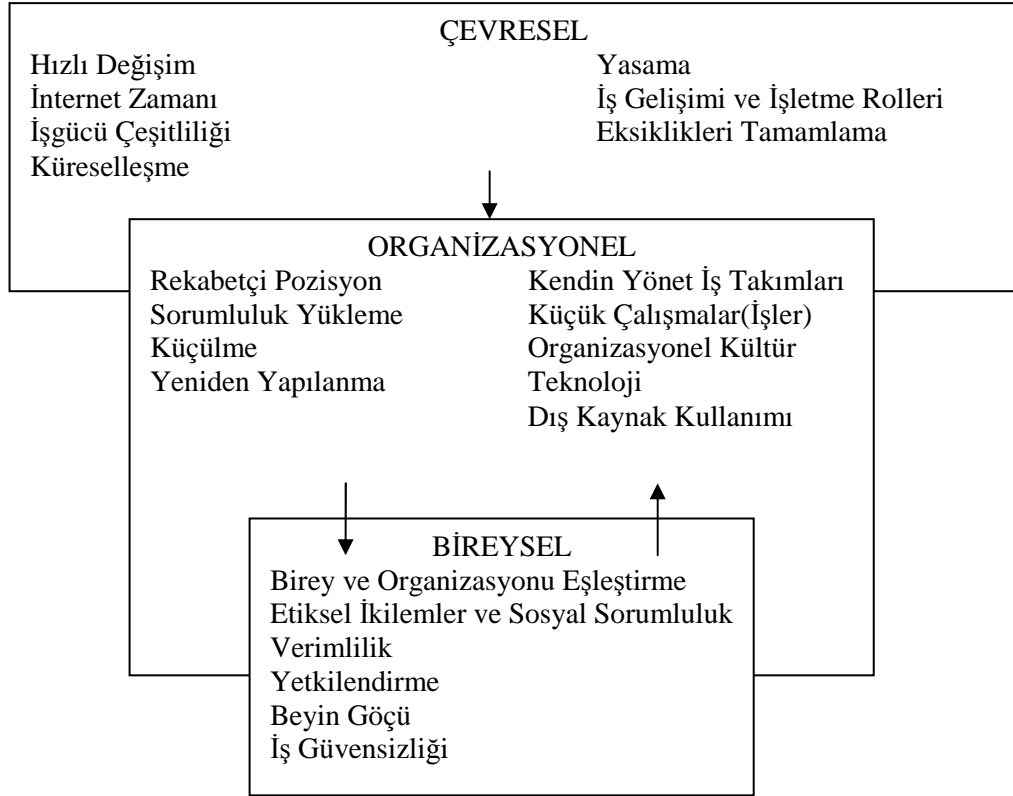 ÇEVRESEL
Hızlı Değişim
İnternet Zamanı
İşgücü Çeşitliliği
Küreselleşme
Yasama
İş Gelişimi ve İşletme Rolleri
Eksiklikleri Tamamlama
ORGANİZASYONEL
Rekabetçi Pozisyon
Sorumluluk Yükleme
Küçülme
Yeniden Yapılanma
Kendin Yönet İş Takımları
Küçük Çalışmalar(İşler)
Organizasyonel Kültür
Teknoloji
Dış Kaynak Kullanımı
BİREYSEL
Birey ve Organizasyonu Eşleştirme
Etiksel İkilemler ve Sosyal Sorumluluk
Verimlilik
Yetkilendirme
Beyin Göçü
İş Güvensizliği